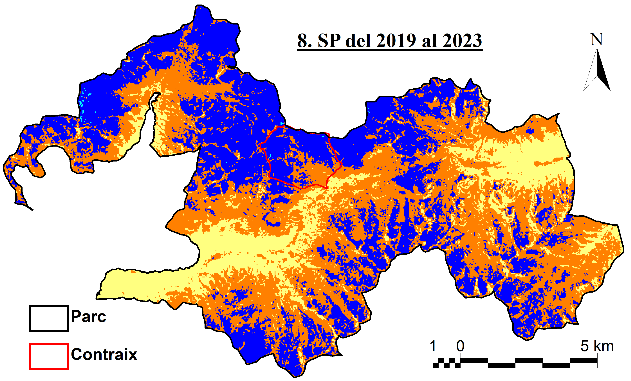 8. SP del 2019 al 2023
N
Parc
Contraix
1 0 5 km